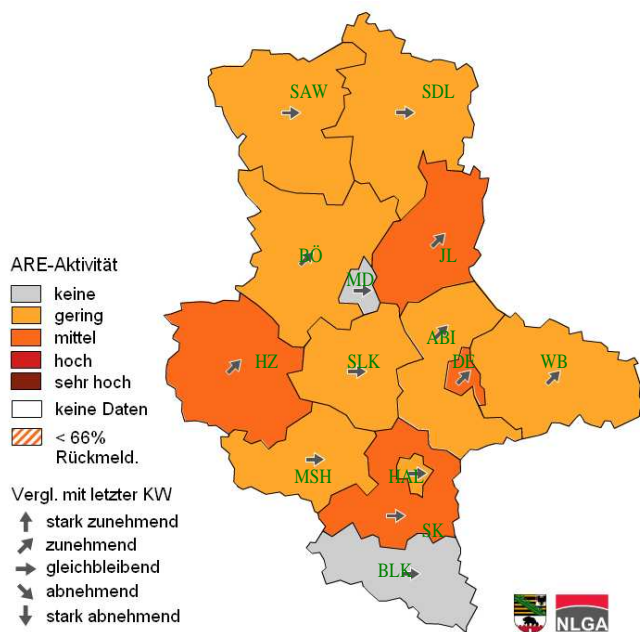 SAW
SDL
BÖ
JL
MD
ARE-Aktivität
keine
gering
mittel
hoch
sehr hoch
keine Daten
< 66%
Rückmeld.
HZ
SLK
ABI
DE
WB
MSH
HAL
SK
BLK
Vergl. mit letzter KW
stark zunehmend
zunehmend
gleichbleibend
abnehmend
stark abnehmend
NLGA